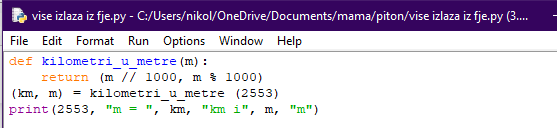 vise izlaza iz fje.py - C:/Users/nikol/OneDrive/Documents/mama/piton/vise izlaza iz fje.py (3....
File Edit Format Run Options Window Help
def kilometri_u_metre(m):
    return (m // 1000, m % 1000)
(km, m) = kilometri_u_metre (2553)
print(2553, "m = ", km, "km i", m, "m")